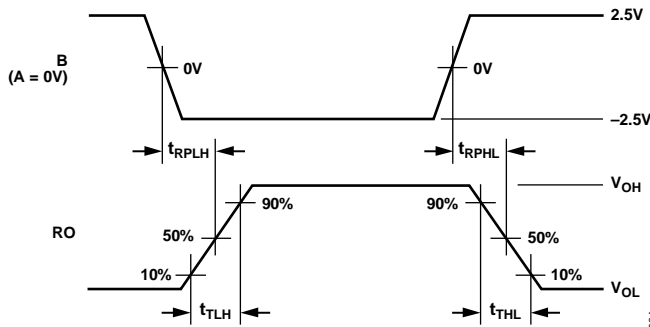 2.5V
B
(A = 0V)
0V
0V
–2.5V
tRPLH
tRPHL
VOH
90%
90%
RO
50%
50%
10%
10%
VOL
tTLH
tTHL